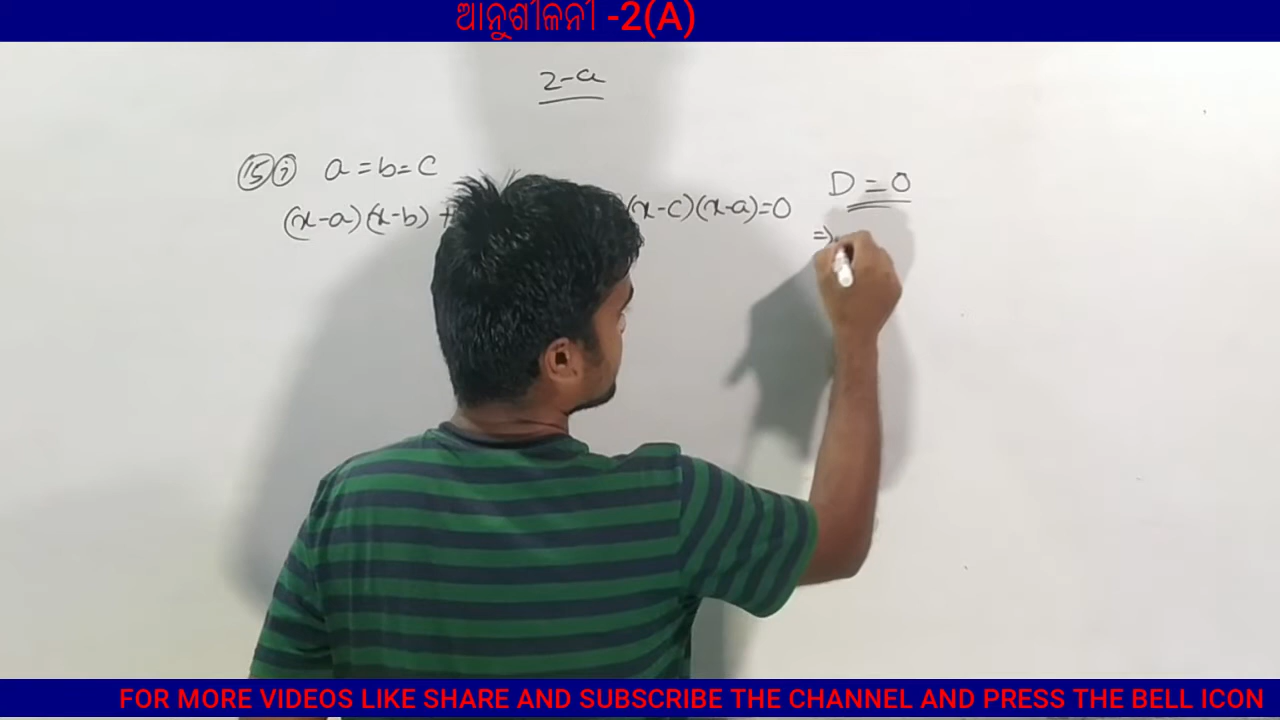 ଆନୁଶୀଳନୀ -2(A)
2-a
15 i a=b=c
(x-a)(x-b) + (x-c)(x-a)=0
D=0
⇒
FOR MORE VIDEOS LIKE SHARE AND SUBSCRIBE THE CHANNEL AND PRESS THE BELL ICON